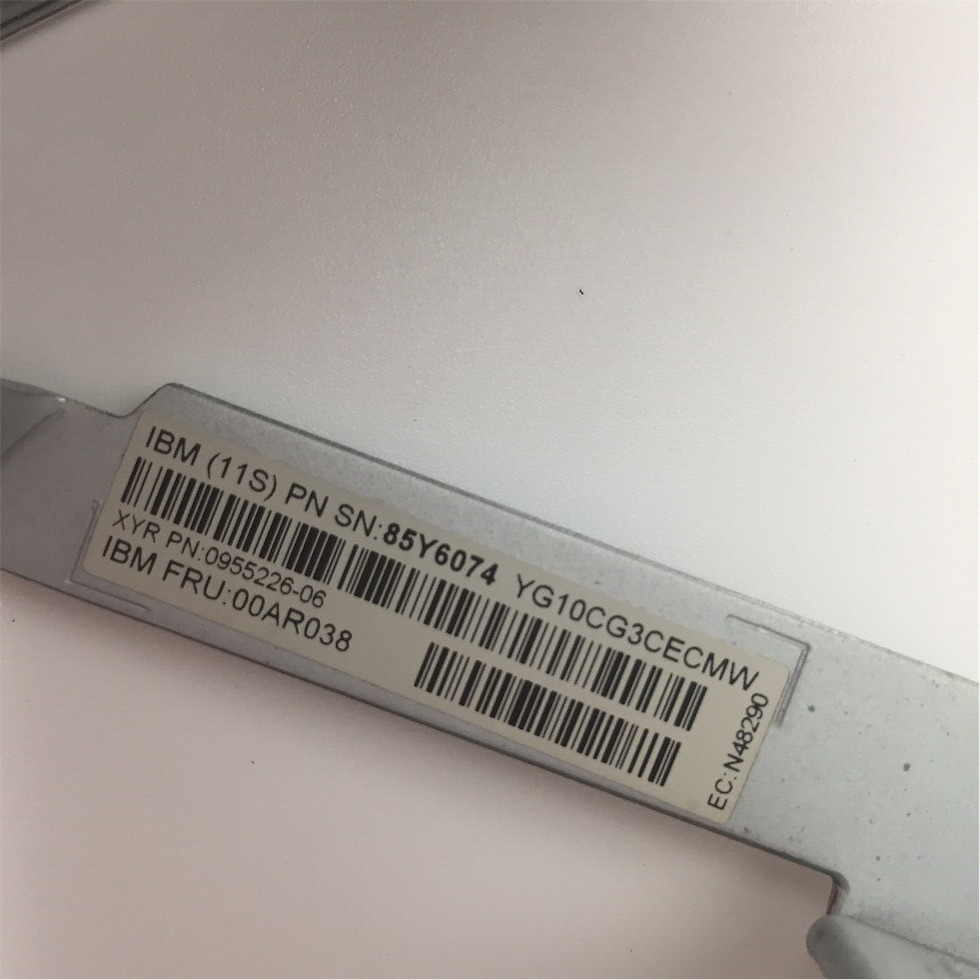 IBM (11S) PN SN:85Y6074 YG10CG3CECMW
XYR PN:0955226-06
IBM FRU:00AR038
EC:N48290